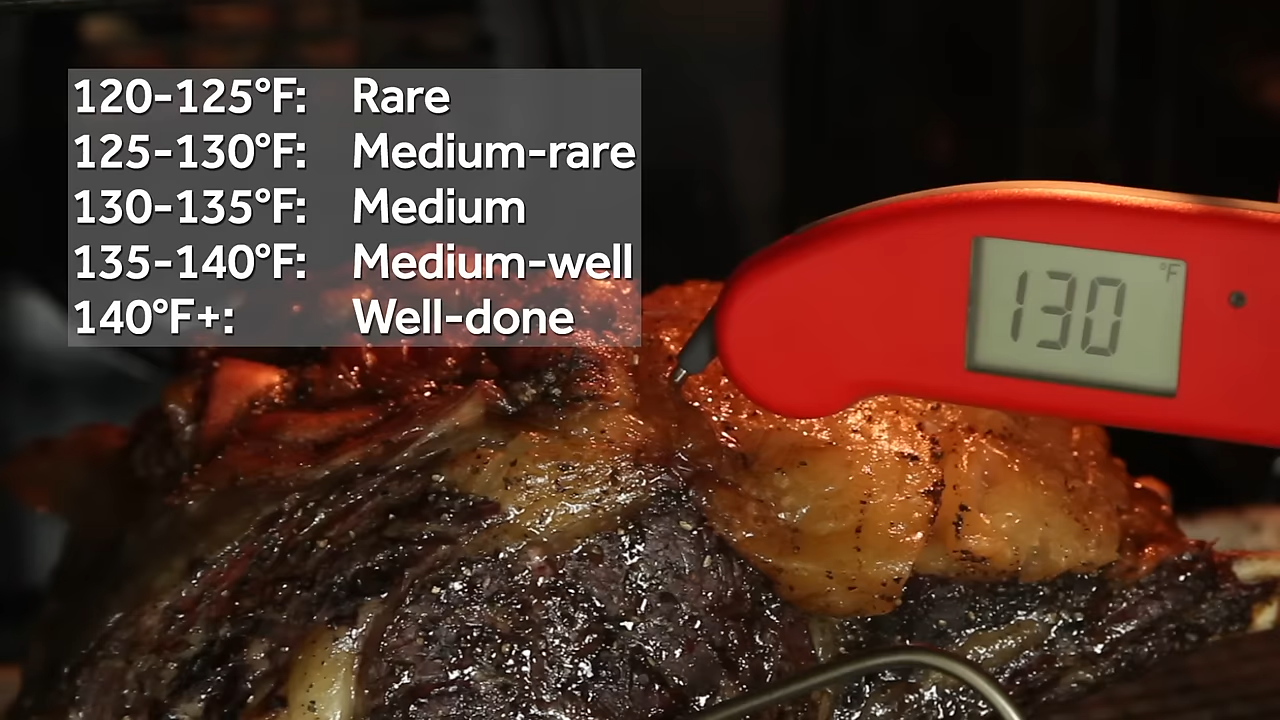 120-125°F: Rare
125-130°F: Medium-rare
130-135°F: Medium
135-140°F: Medium-well
140°F+: Well-done
°F
130